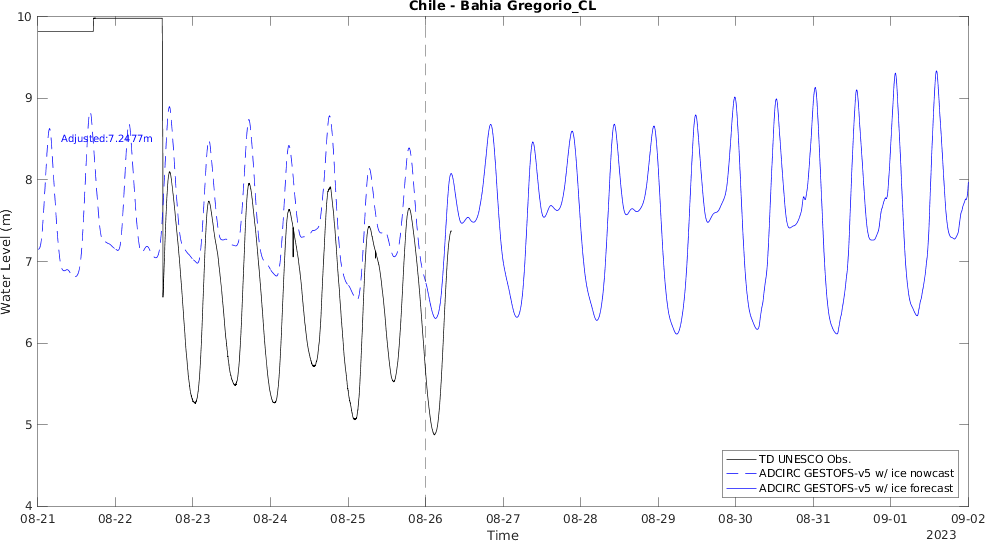 Chile - Bahia Gregorio_CL
10
9
8
7
6
5
4
Water Level (m)
Adjusted:7.2477m
TD UNESCO Obs.
ADCIRC GESTOFS-v5 w/ ice nowcast
ADCIRC GESTOFS-v5 w/ ice forecast
08-21 08-22 08-23 08-24 08-25 08-26 08-27 08-28 08-29 08-30 08-31 09-01 09-02
Time
2023